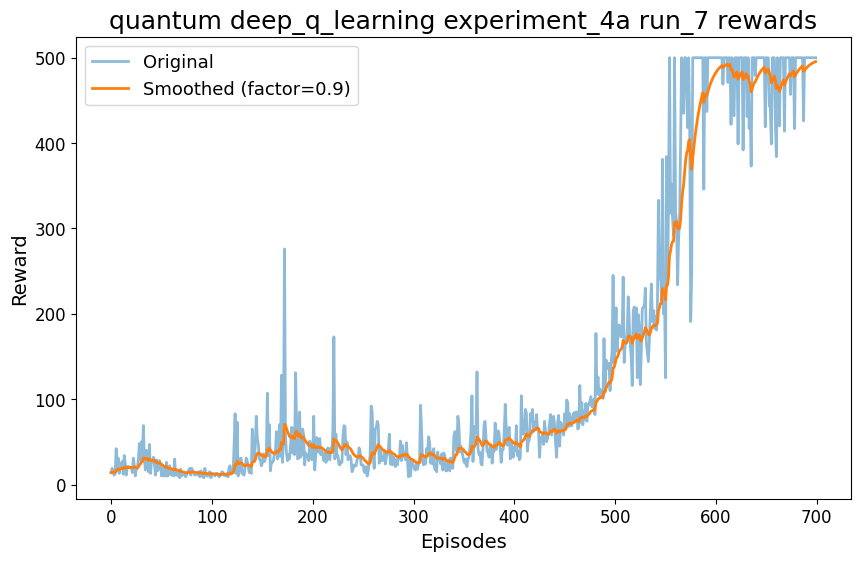 quantum deep_q_learning experiment_4a run_7 rewards
Original
Smoothed (factor=0.9)
500
400
300
200
100
0
Reward
0 100 200 300 400 500 600 700
Episodes